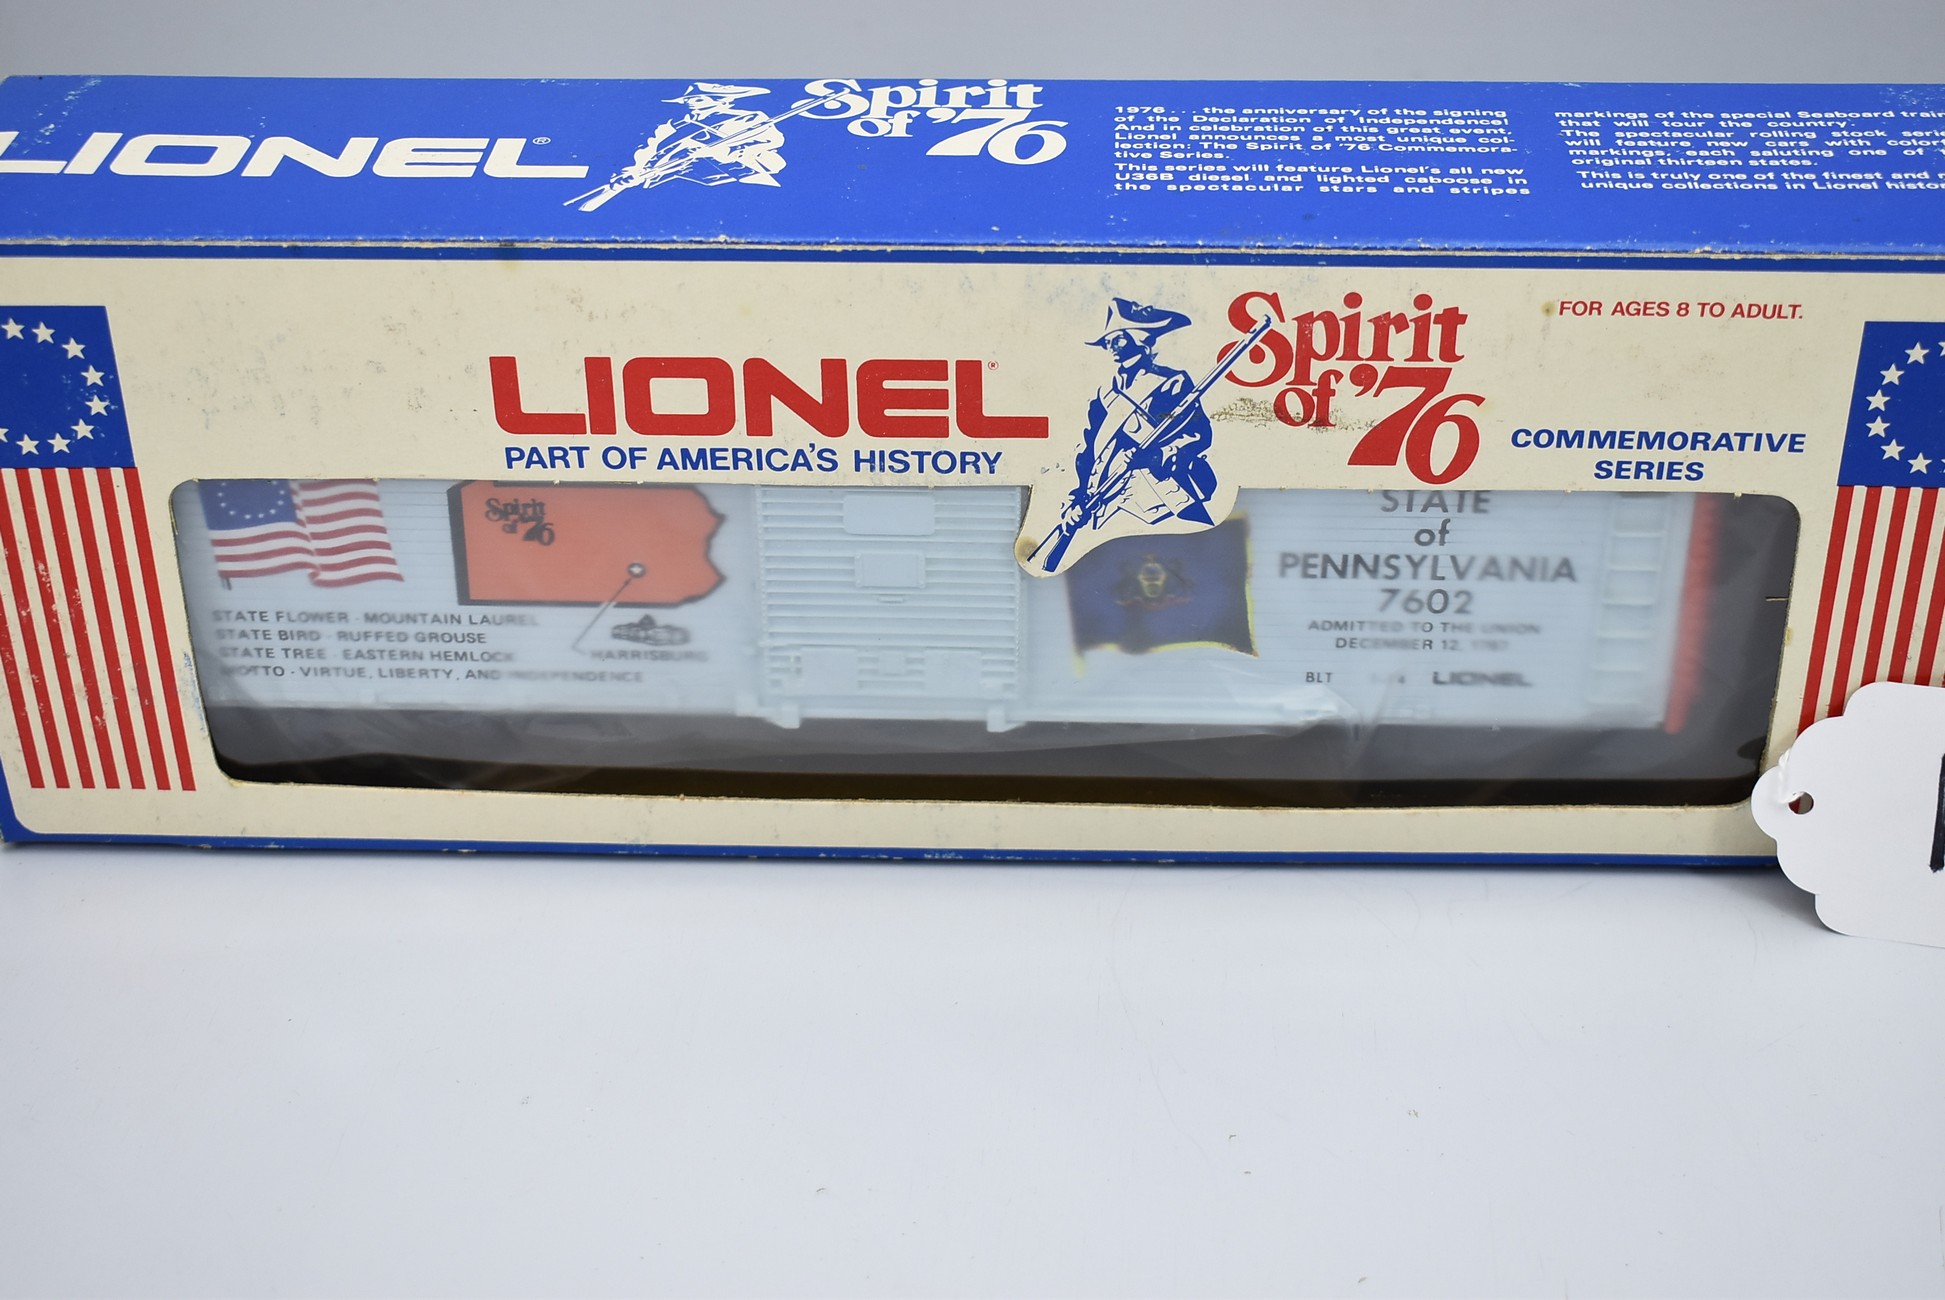 LIONEL®
Spirit
of '76
1976 . . . the anniversary of the signing
of the Declaration of Independence!
And in celebration of this great event,
Lionel announces a most unique col-
lection: The Spirit of '76 Commemora-
tive Series.
This series will feature Lionel's all new
U36B diesel and lighted caboose in
the spectacular stars and stripes
markings of the special Seaboard train
that will tour the country.
The spectacular rolling stock
will feature new cars with
markings, each saluting one of
original thirteen states.
This is truly one of the finest and
unique collections in Lionel
LIONEL®
PART OF AMERICA'S HISTORY
Spirit
of '76
FOR AGES 8 TO ADULT.
COMMEMORATIVE
SERIES
Spirit
of '76
STATE FLOWER - MOUNTAIN LAUREL
STATE BIRD - RUFFED GROUSE
STATE TREE - EASTERN HEMLOCK
MOTTO - VIRTUE, LIBERTY, AND INDEPENDENCE
HARRISBURG
STATE
of
PENNSYLVANIA
7602
ADMITTED TO THE UNION
DECEMBER 12, 1787
BLT LIONEL